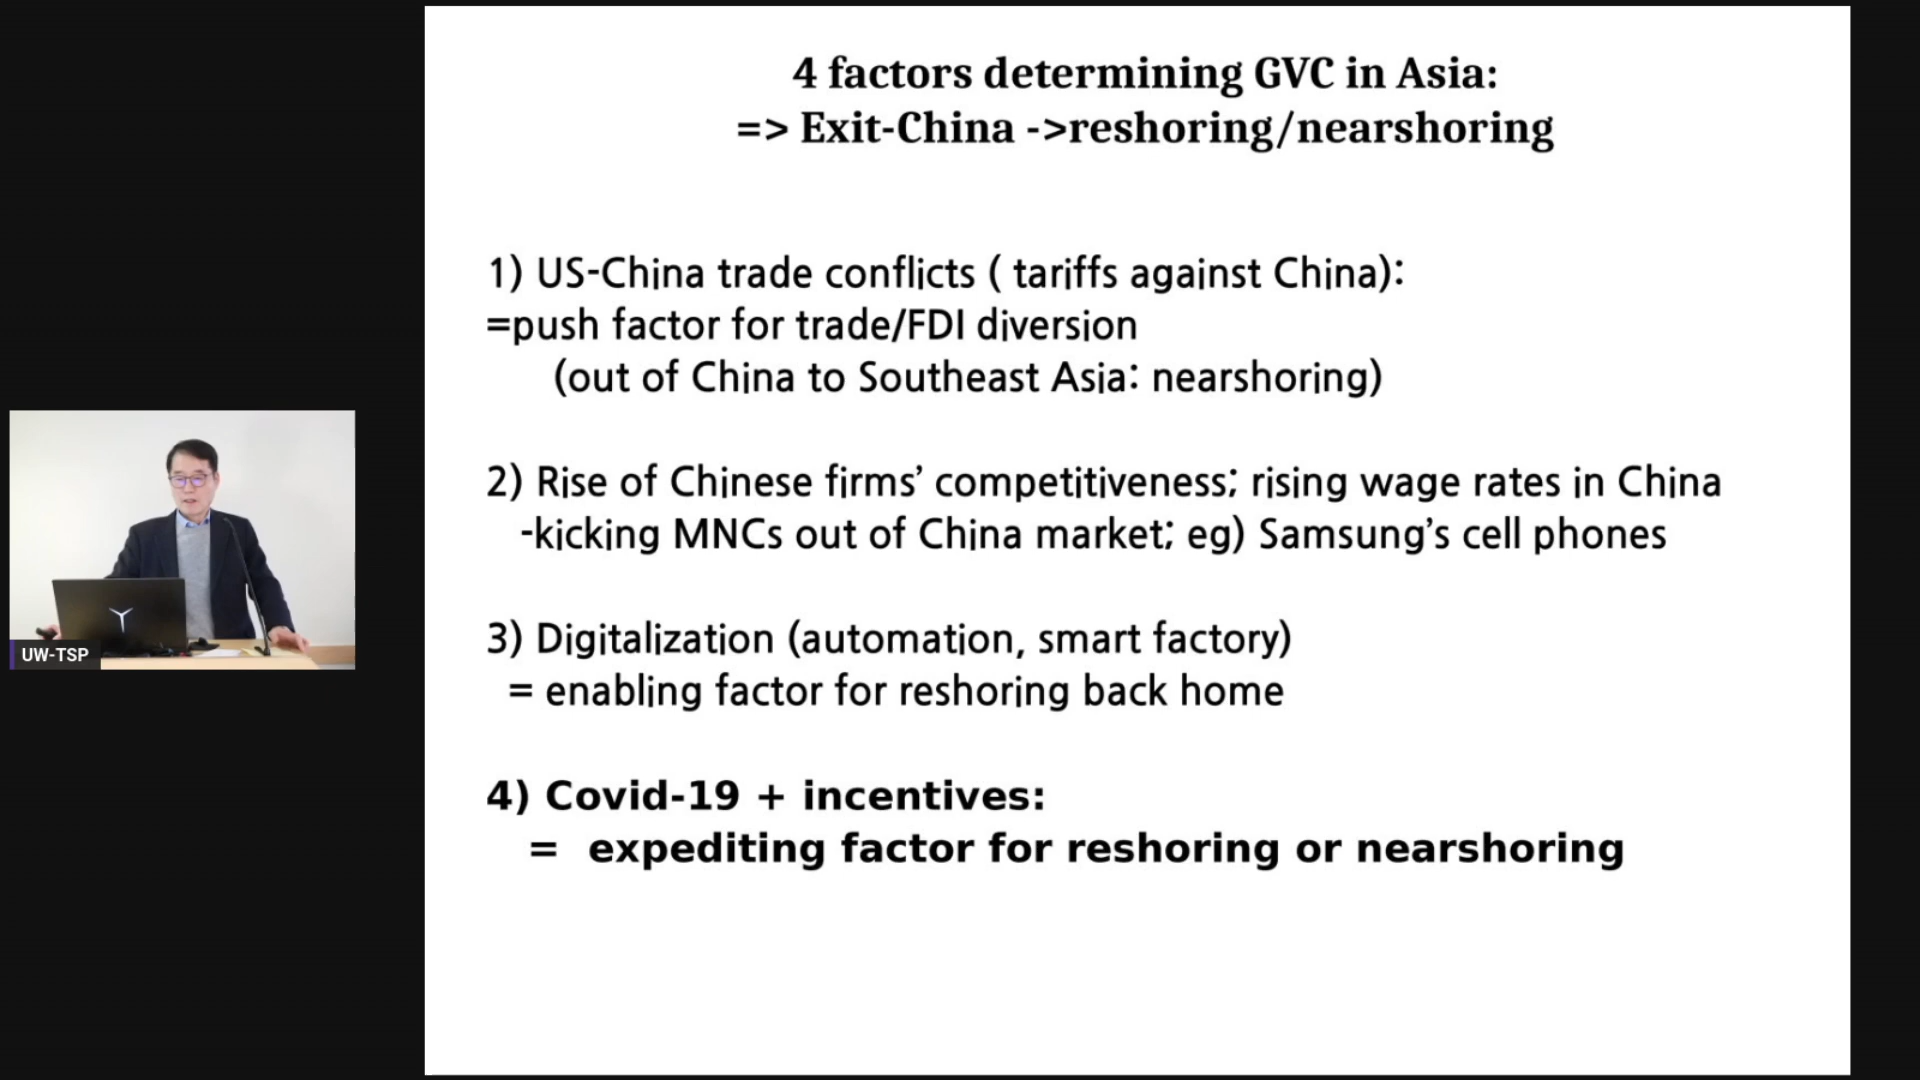 4 factors determining GVC in Asia:
=> Exit-China ->reshoring/nearshoring
1) US-China trade conflicts ( tariffs against China):
=push factor for trade/FDI diversion
(out of China to Southeast Asia: nearshoring)
2) Rise of Chinese firms’ competitiveness; rising wage rates in China
-kicking MNCs out of China market; eg) Samsung’s cell phones
3) Digitalization (automation, smart factory)
= enabling factor for reshoring back home
4) Covid-19 + incentives:
= expediting factor for reshoring or nearshoring
UW-TSP